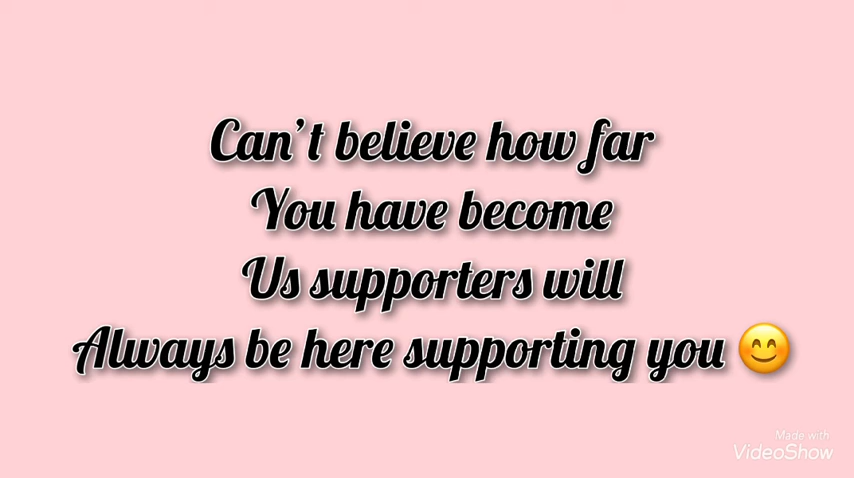 Can't believe how far
You have become
Us supporters will
Always be here supporting you 😊
Made with
VideoShow